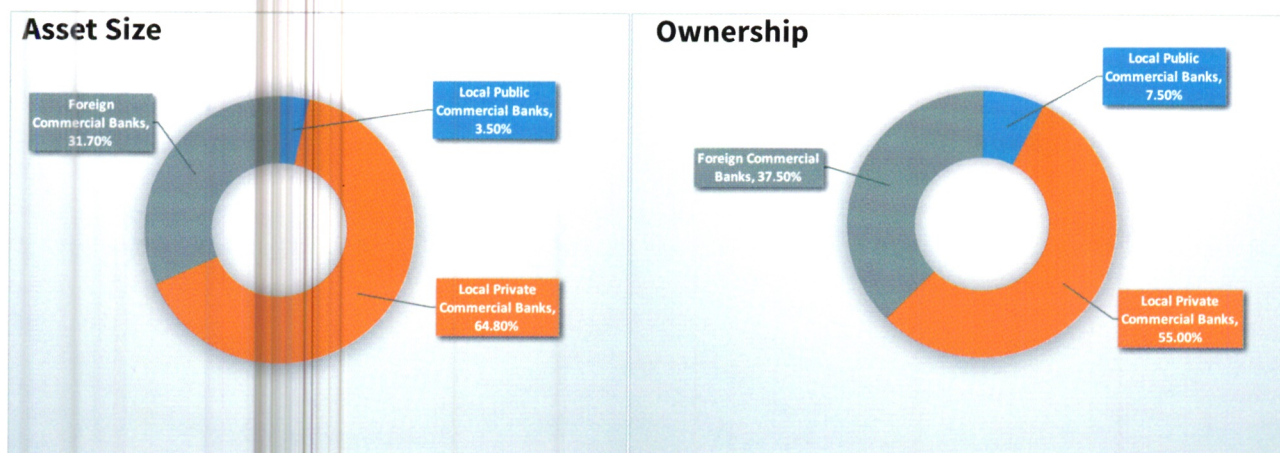 Asset Size
Foreign
Commercial Banks,
31.70%
Local Public
Commercial Banks,
3.50%
Local Private
Commercial Banks,
64.80%
Ownership
Local Public
Commercial Banks,
7.50%
Foreign Commercial
Banks, 37.50%
Local Private
Commercial Banks,
55.00%